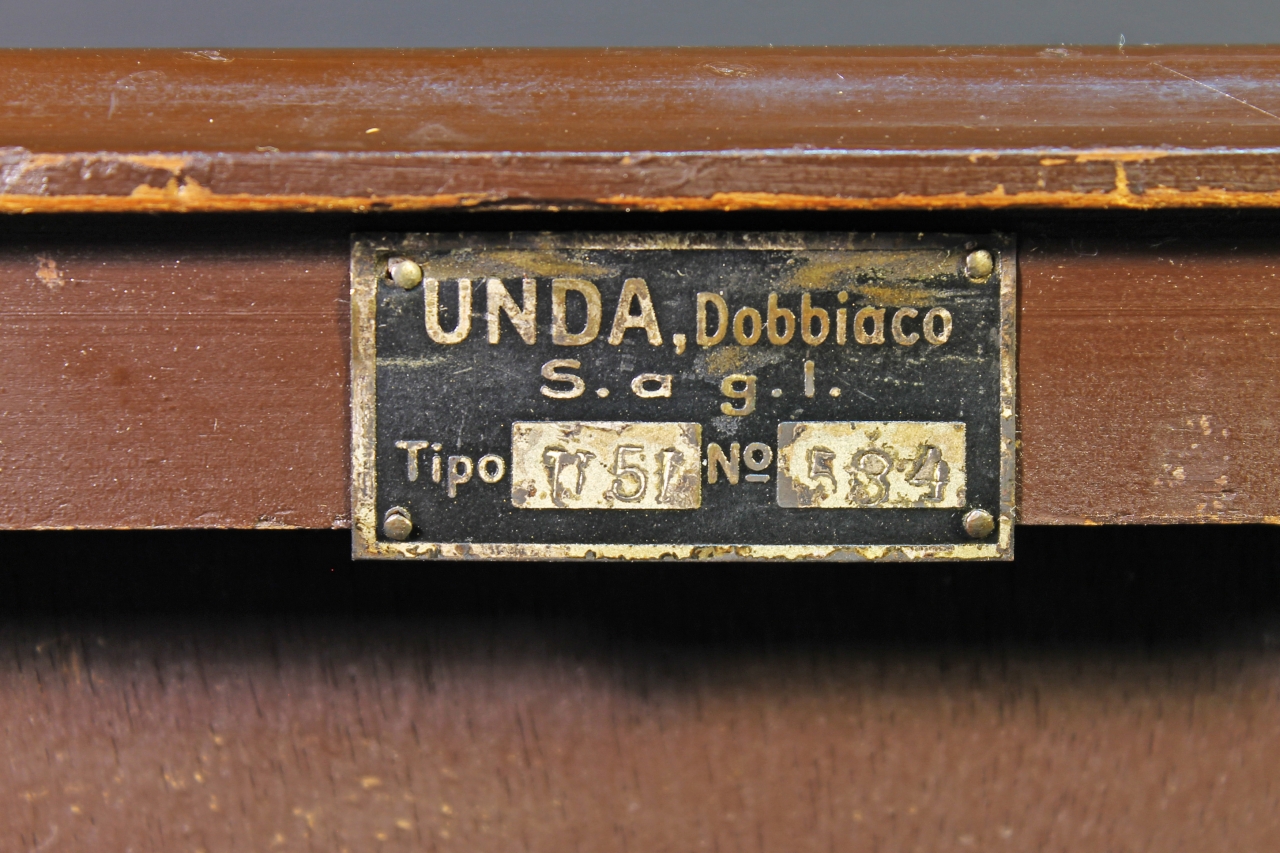 UNDA, Dobbiaco
S. a g. l.
Tipo U 5L Nº 584